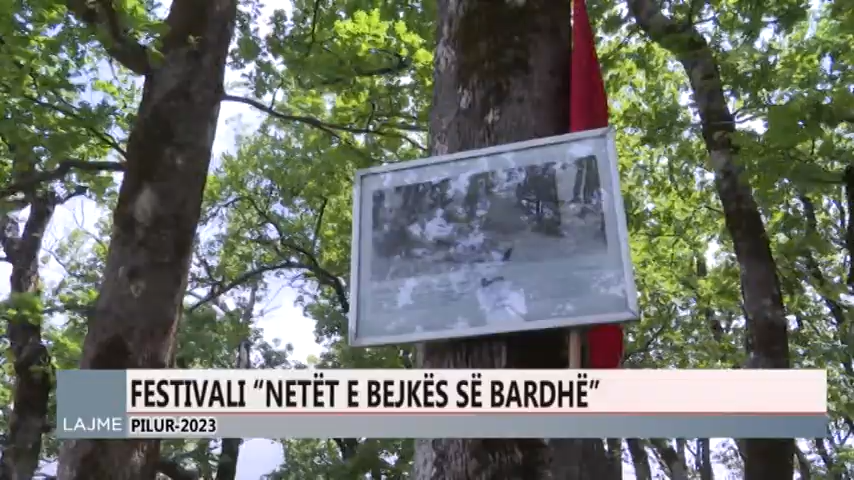 FESTIVALI “NETËT E BEJKËS SË BARDHË”
LAJME PILUR-2023